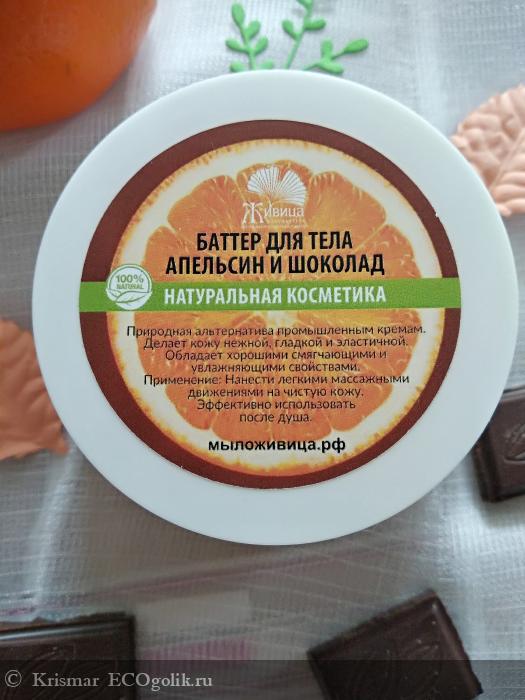 Живица
БАТТЕР ДЛЯ ТЕЛА
АПЕЛЬСИН И ШОКОЛАД
100%
NATURAL
НАТУРАЛЬНАЯ КОСМЕТИКА
Природная альтернатива промышленным кремам.
Делает кожу нежной, гладкой и эластичной.
Обладает хорошими смягчающими и
увлажняющими свойствами.
Применение: Нанести легкими массажными
движениями на чистую кожу.
Эффективно использовать
после душа.
мыложивица.рф
© Krismar ECOgolik.ru